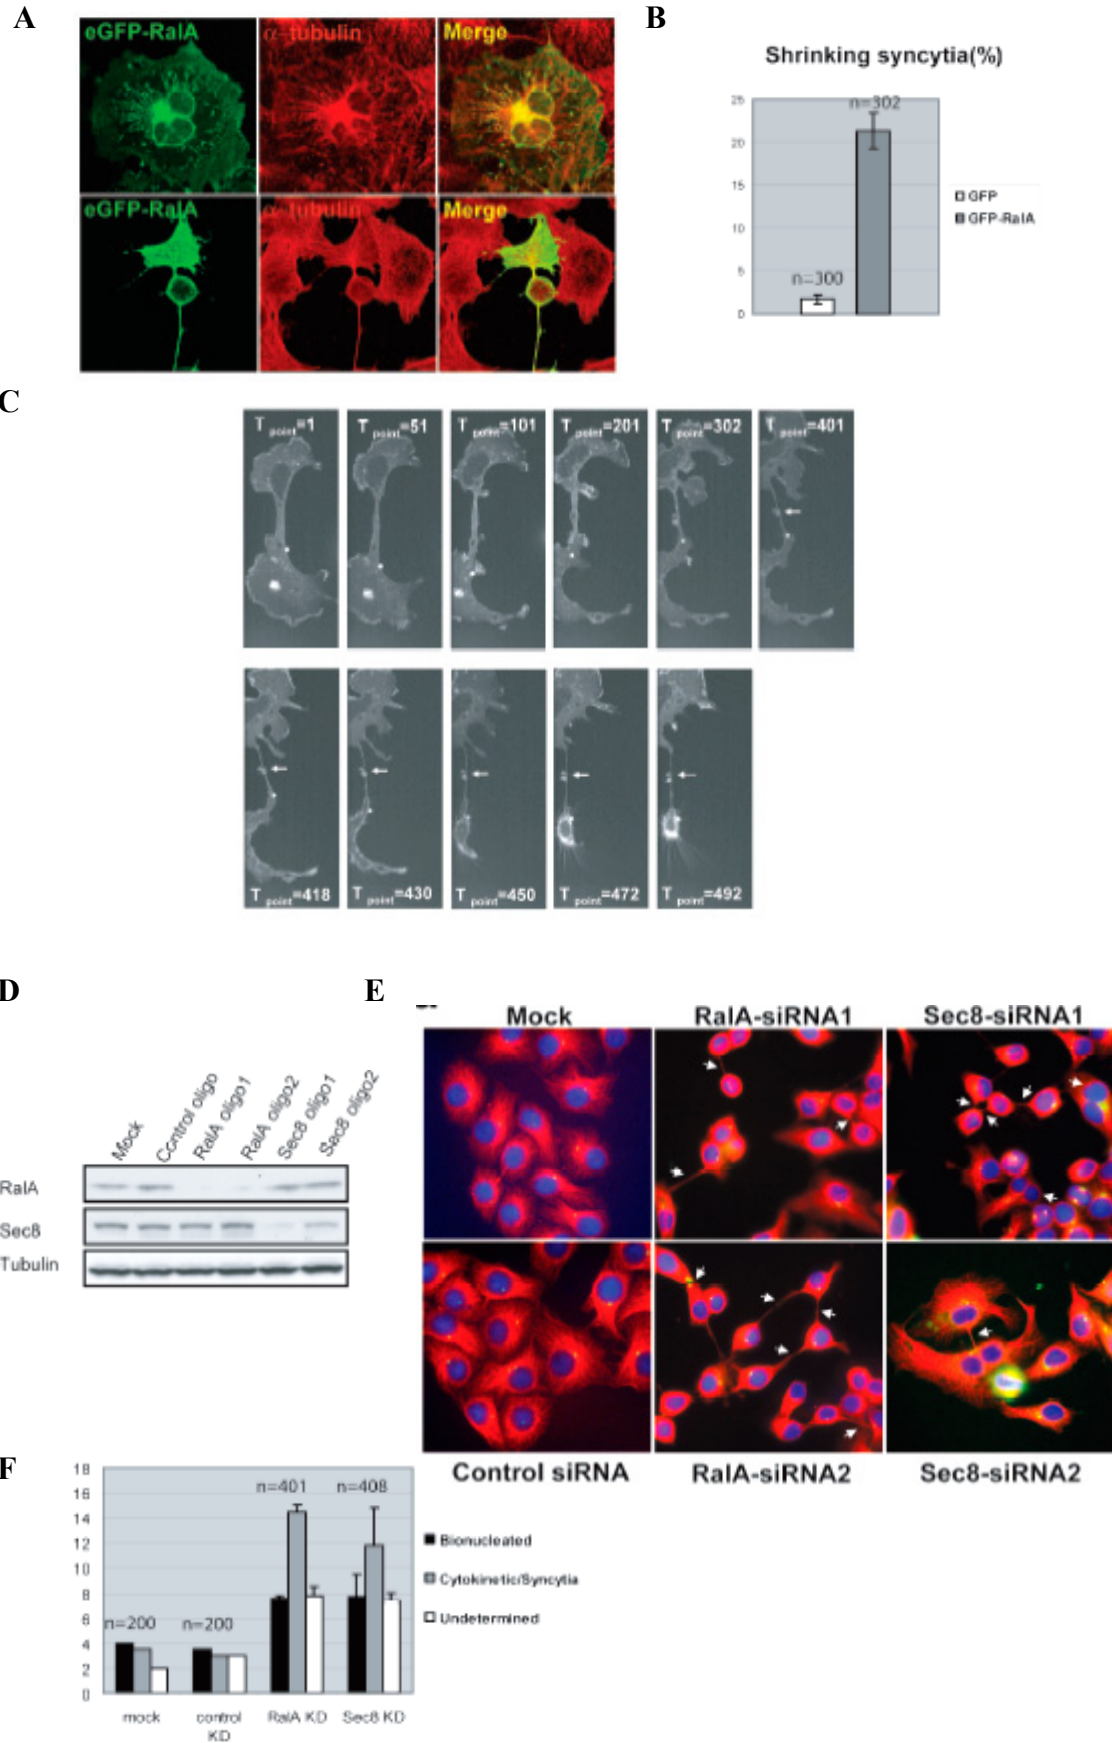 A
eGFP-RalA
α-tubulin
Merge
eGFP-RalA
α-tubulin
Merge
B
Shrinking syncytia(%)
25
20
15
10
5
0
n=302
n=300
GFP
GFP-RalA
C
T point=1
T point=51
T point=101
T point=201
T point=302
T point=401
T point=418
T point=430
T point=450
T point=472
T point=492
D
Mock
Control oligo
RalA oligo1
RalA oligo2
Sec8 oligo1
Sec8 oligo2
RalA
Sec8
Tubulin
E
Mock
RalA-siRNA1
Sec8-siRNA1
Control siRNA
RalA-siRNA2
Sec8-siRNA2
F
18
16
14
12
10
8
6
4
2
0
n=200
n=200
n=401
n=408
mock
control
KD
RalA KD
Sec8 KD
Bionucleated
Cytokinetic/Syncytia
Undetermined